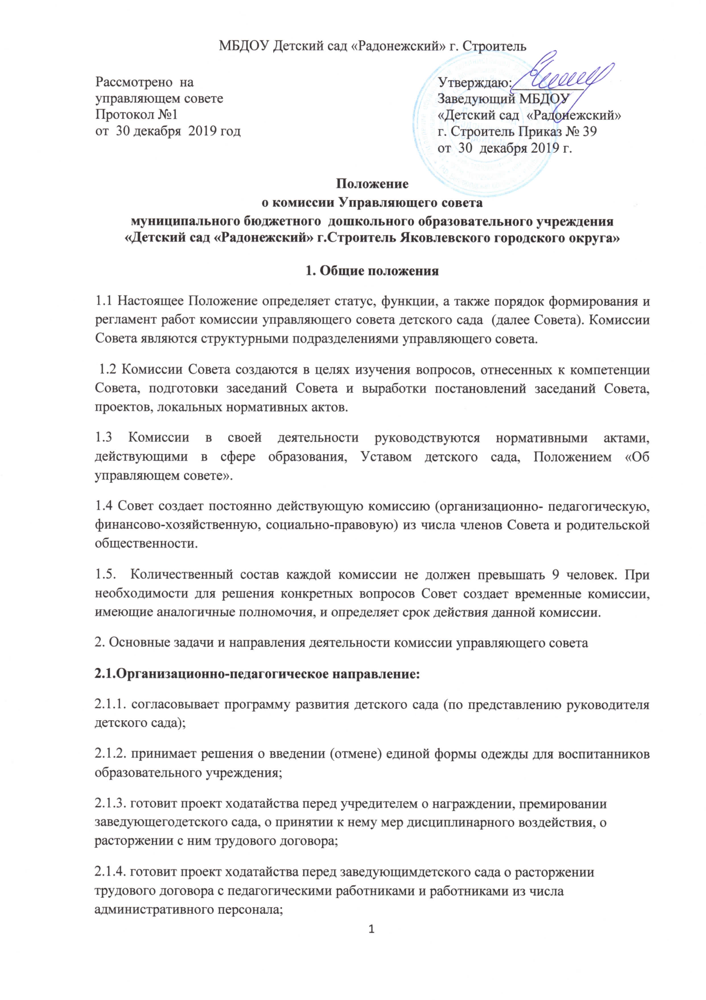 МБДОУ Детский сад «Радонежский» г. Строитель
Рассмотрено на
управляющем совете
Протокол №1
от 30 декабря 2019 год
Утверждаю:__________
Заведующий МБДОУ
«Детский сад «Радонежский»
г. Строитель Приказ № 39
от 30 декабря 2019 г.
Положение
о комиссии Управляющего совета
муниципального бюджетного дошкольного образовательного учреждения
«Детский сад «Радонежский» г.Строитель Яковлевского городского округа»
1. Общие положения
1.1 Настоящее Положение определяет статус, функции, а также порядок формирования и
регламент работ комиссии управляющего совета детского сада (далее Совета). Комиссии
Совета являются структурными подразделениями управляющего совета.
1.2 Комиссии Совета создаются в целях изучения вопросов, отнесенных к компетенции
Совета, подготовки заседаний Совета и выработки постановлений заседаний Совета,
проектов, локальных нормативных актов.
1.3 Комиссии в своей деятельности руководствуются нормативными актами,
действующими в сфере образования, Уставом детского сада, Положением «Об
управляющем совете».
1.4 Совет создает постоянно действующую комиссию (организационно- педагогическую,
финансово-хозяйственную, социально-правовую) из числа членов Совета и родительской
общественности.
1.5. Количественный состав каждой комиссии не должен превышать 9 человек. При
необходимости для решения конкретных вопросов Совет создает временные комиссии,
имеющие аналогичные полномочия, и определяет срок действия данной комиссии.
2. Основные задачи и направления деятельности комиссии управляющего совета
2.1.Организационно-педагогическое направление:
2.1.1. согласовывает программу развития детского сада (по представлению руководителя
детского сада);
2.1.2. принимает решения о введении (отмене) единой формы одежды для воспитанников
образовательного учреждения;
2.1.3. готовит проект ходатайства перед учредителем о награждении, премировании
заведующегодетского сада, о принятии к нему мер дисциплинарного воздействия, о
расторжении с ним трудового договора;
2.1.4. готовит проект ходатайства перед заведующимдетского сада о расторжении
трудового договора с педагогическими работниками и работниками из числа
административного персонала;
1